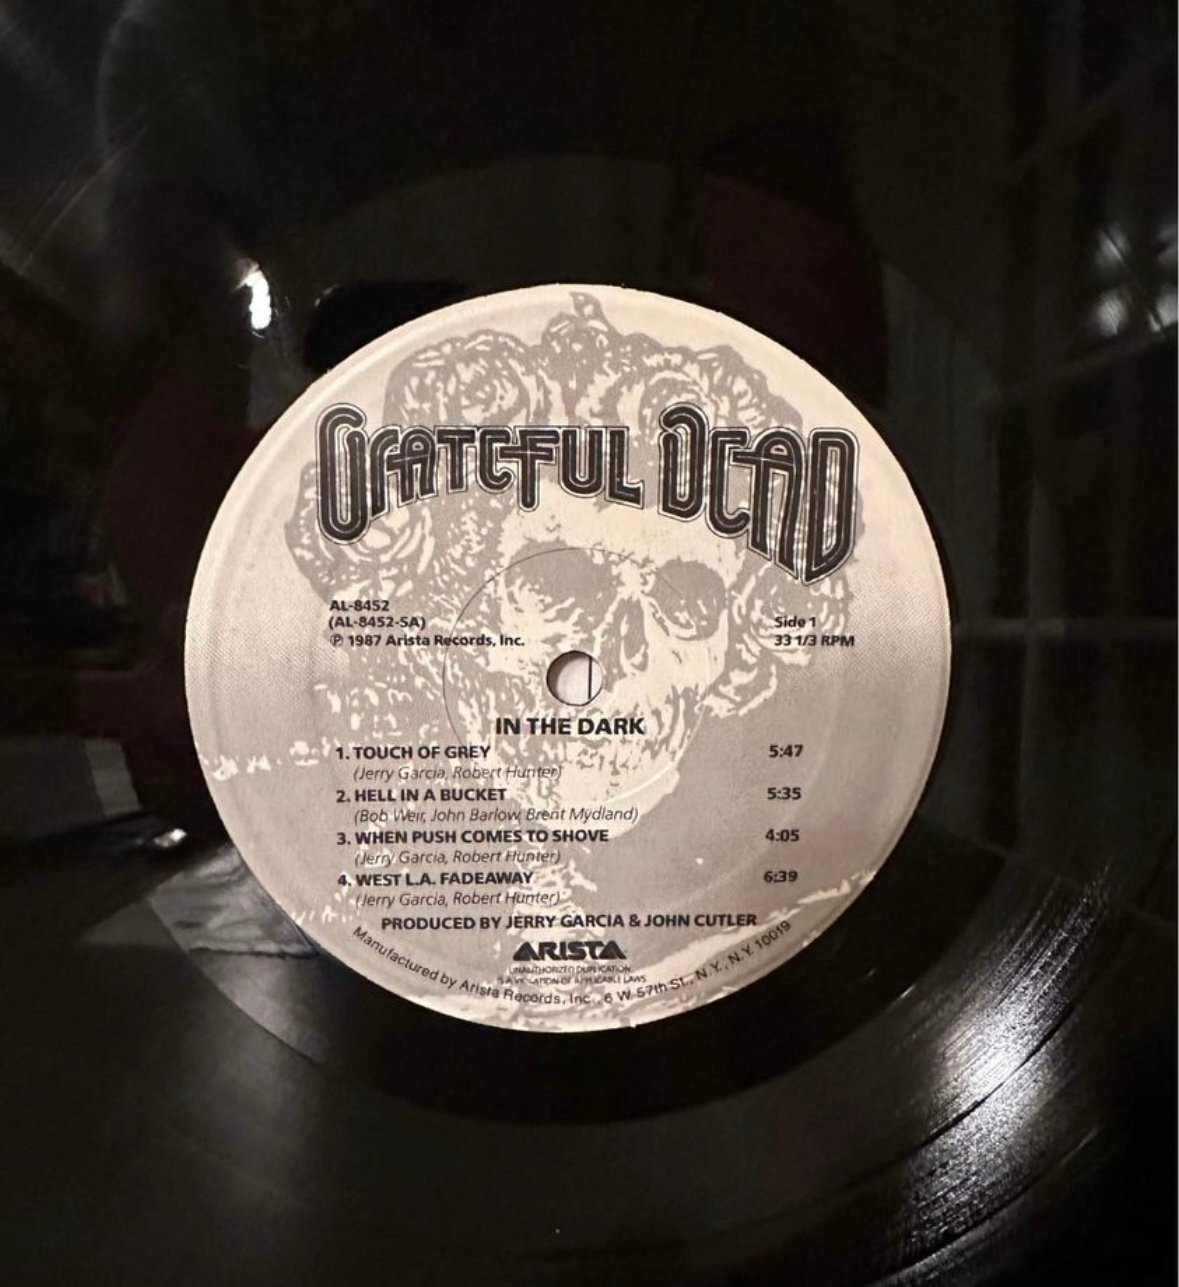 GRATEFUL DEAD
AL-8452
(AL-8452-SA)
℗ 1987 Arista Records, Inc.
Side 1
33 1/3 RPM
IN THE DARK
1. TOUCH OF GREY 5:47
(Jerry Garcia, Robert Hunter)
2. HELL IN A BUCKET 5:35
(Bob Weir, John Barlow, Brent Mydland)
3. WHEN PUSH COMES TO SHOVE 4:05
(Jerry Garcia, Robert Hunter)
4. WEST L.A. FADEAWAY 6:39
(Jerry Garcia, Robert Hunter)
PRODUCED BY JERRY GARCIA & JOHN CUTLER
ARISTA
UNAUTHORIZED DUPLICATION
IS A VIOLATION OF APPLICABLE LAWS
Manufactured by Arista Records, Inc., 6 W 57th St., N.Y., N.Y. 10019